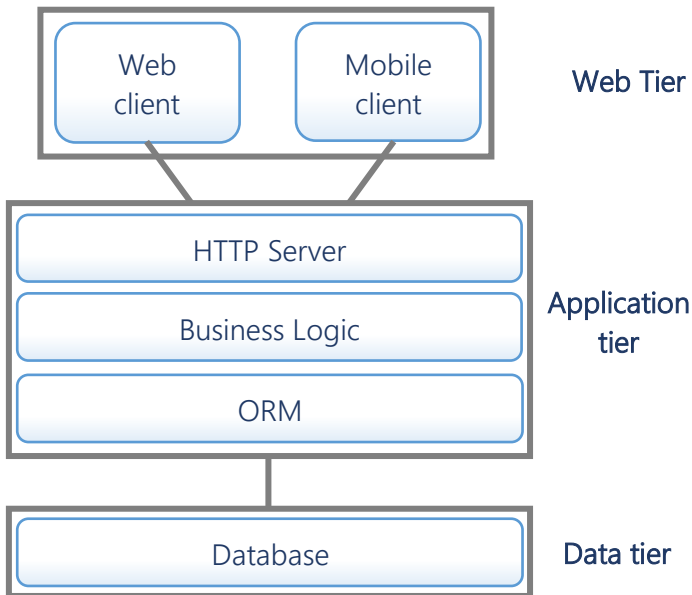 Web
client
Mobile
client
Web Tier
HTTP Server
Business Logic
ORM
Application
tier
Database
Data tier